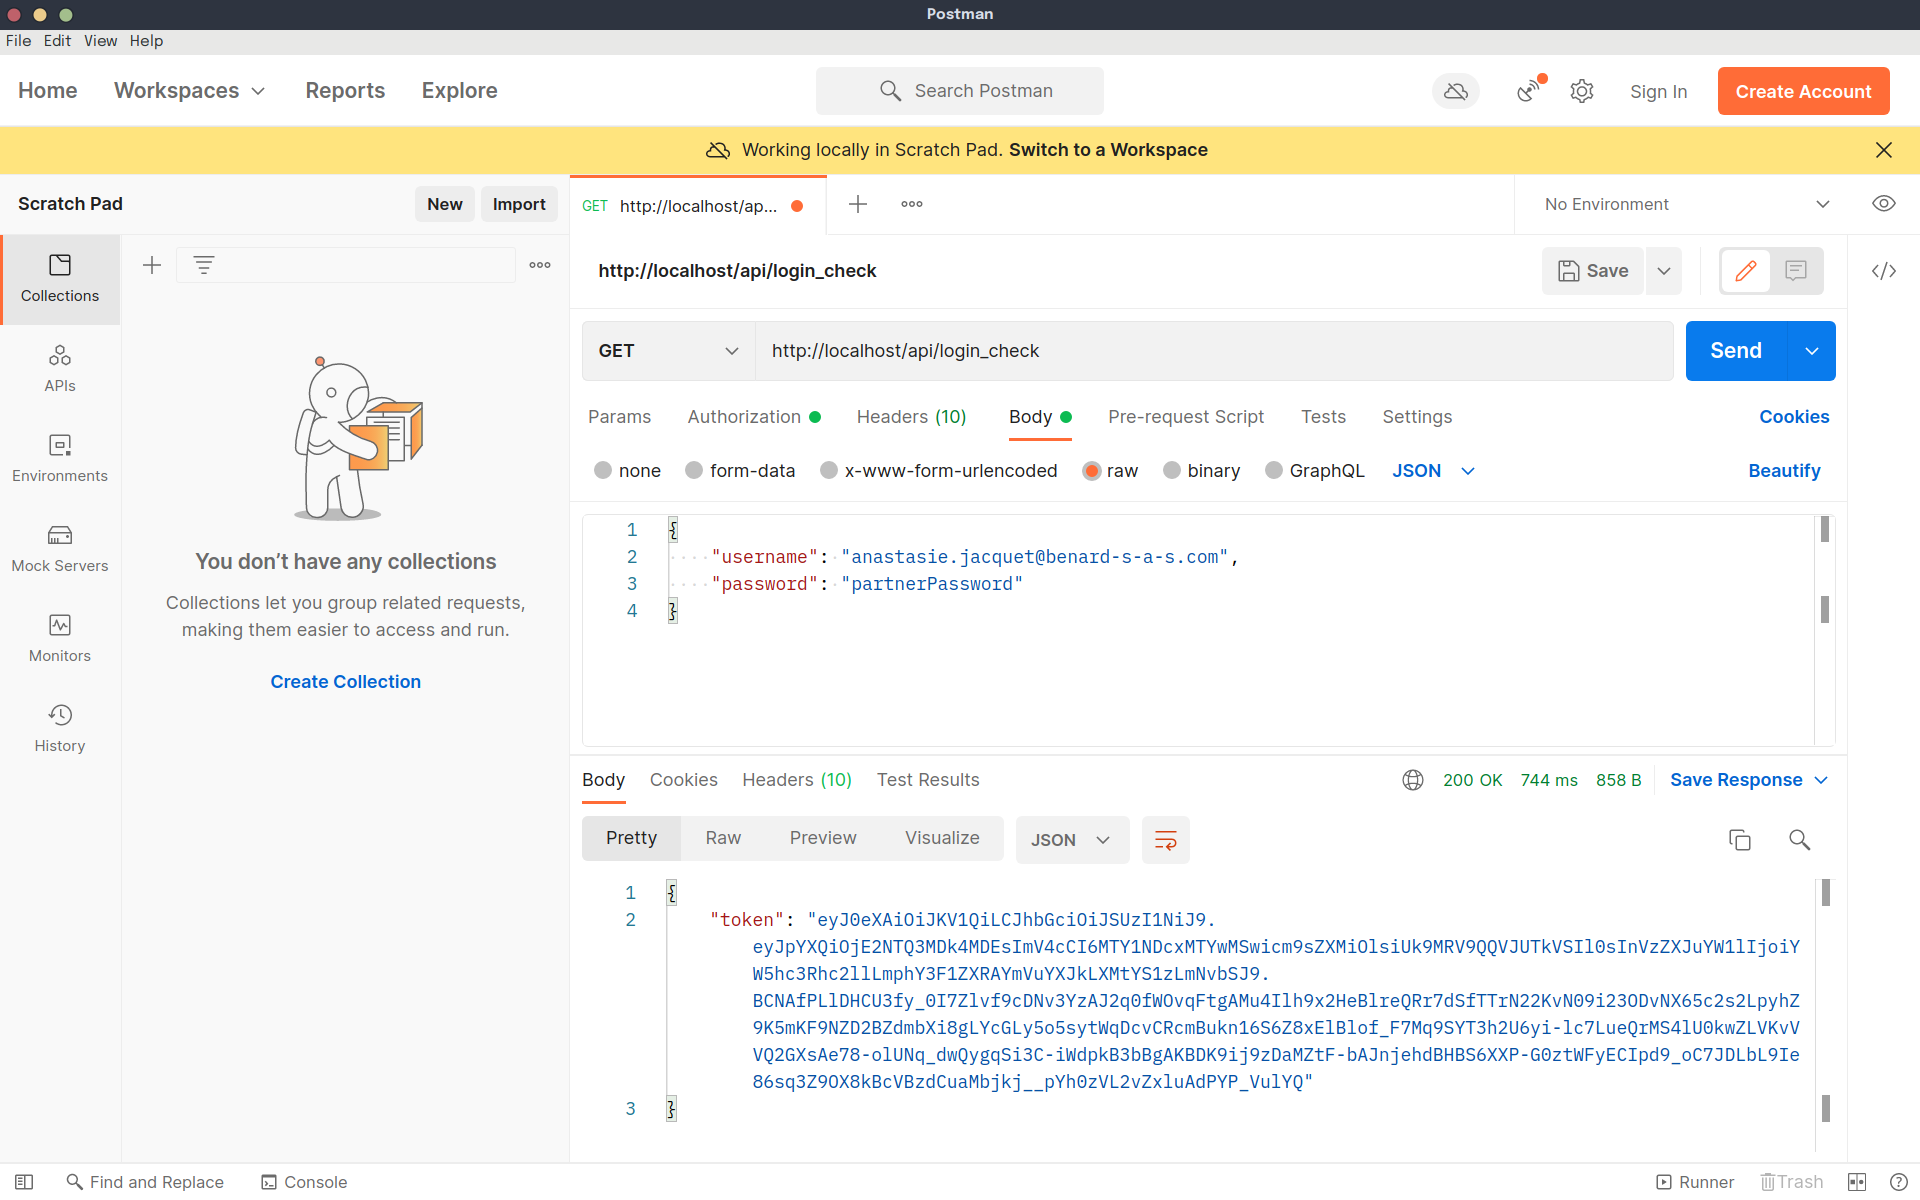 Postman
File Edit View Help
Home Workspaces Reports Explore Search Postman Sign In Create Account
Working locally in Scratch Pad. Switch to a Workspace
Scratch Pad New Import GET http://localhost/ap... No Environment
http://localhost/api/login_check Save
Collections
GET http://localhost/api/login_check Send
APIs
Params Authorization Headers (10) Body Pre-request Script Tests Settings Cookies
Environments
none form-data x-www-form-urlencoded raw binary GraphQL JSON Beautify
1 {
2 "username": "anastasie.jacquet@benard-s-a-s.com",
3 "password": "partnerPassword"
4 }
Mock Servers
Monitors
History
You don't have any collections
Collections let you group related requests,
making them easier to access and run.
Create Collection
Body Cookies Headers (10) Test Results 200 OK 744 ms 858 B Save Response
Pretty Raw Preview Visualize JSON
1 {
2 "token": "eyJ0eXAiOiJKV1QiLCJhbGciOiJSUzI1NiJ9.
eyJpYXQiOjE2NTQ3MDk4MDEsImV4cCI6MTY1NDcxMTYwMSwicm9sZXMiOlsiUk9MRV9QQVJUTkVSIl0sInVzZXJuYW1lIjoiY
W5hc3Rhc2llLmphY3F1ZXRAYmVuYXJkLXMtYS1zLmNvbSJ9.
BCNAfPLlDHCU3fy_0I7Zlvf9cDNv3YzAJ2q0fWOvqFtgAMu4Ilh9x2HeBlreQRr7dSfTTrN22KvN09i23ODvNX65c2s2LpyhZ
9K5mKF9NZD2BZdmbXi8gLYcGLy5o5sytWqDcvCRcmBukn16S6Z8xElBlof_F7Mq9SYT3h2U6yi-lc7LueQrMS4lU0kwZLVKvV
VQ2GXsAe78-olUNq_dwQygqSi3C-iWdpkB3bBgAKBDK9ij9zDaMZtF-bAJnjehdBHBS6XXP-G0ztWFyECIpd9_oC7JDLbL9Ie
86sq3Z9OX8kBcVBzdCuaMbjkj__pYh0zVL2vZxluAdPYP_VulYQ"
3 }
Find and Replace Console Runner Trash